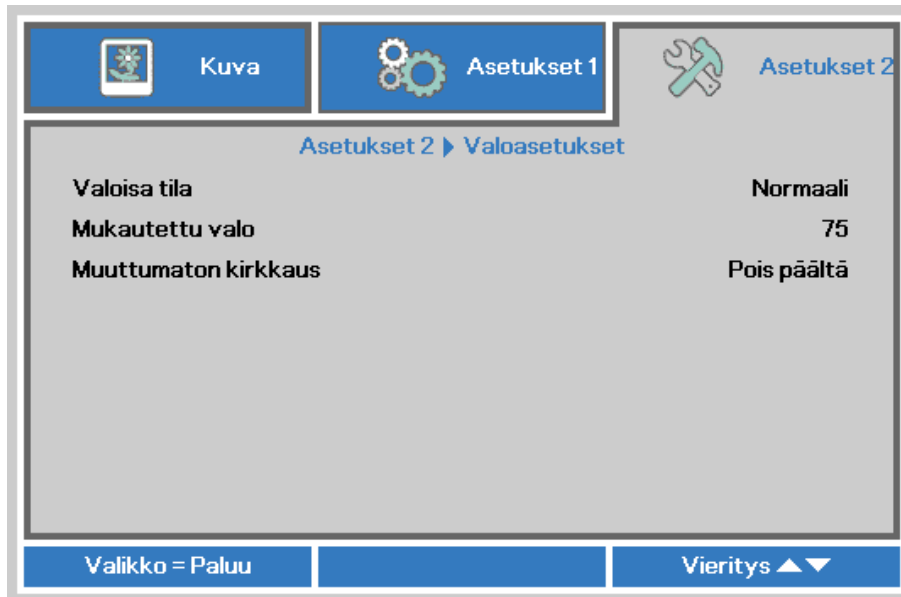 Kuva
Asetukset 1
Asetukset 2
Asetukset 2 ▶ Valoasetukset
Valoisa tila Normaali
Mukautettu valo 75
Muuttumaton kirkkaus Pois päältä
Valikko = Paluu
Vieritys ▲▼